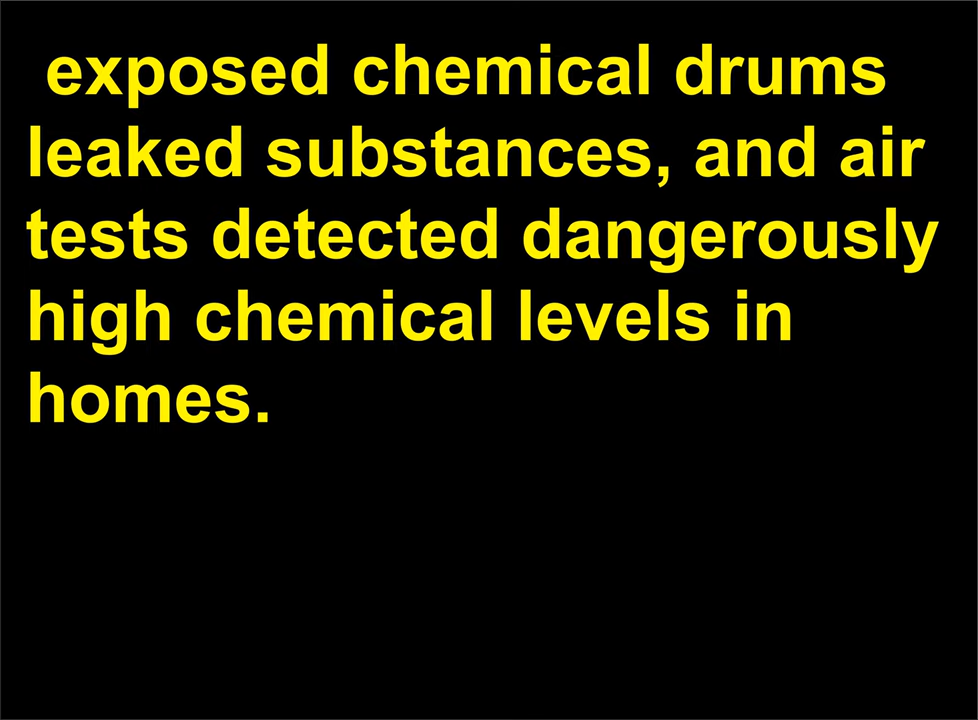 exposed chemical drums
leaked substances, and air
tests detected dangerously
high chemical levels in
homes.